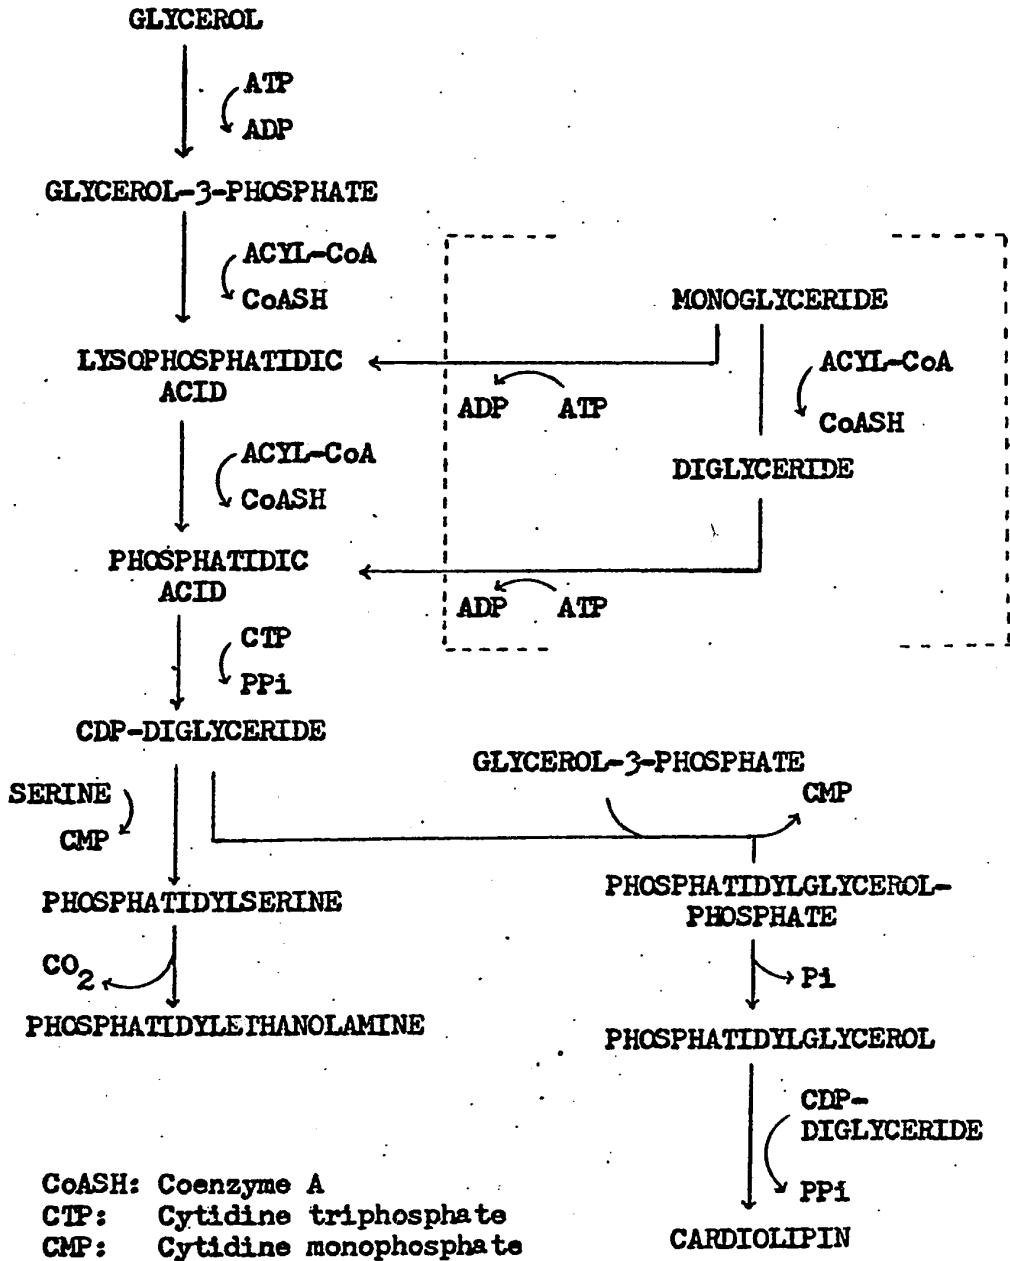 GLYCEROL
ATP
ADP
GLYCEROL-3-PHOSPHATE
ACYL-CoA
CoASH
MONOGLYCERIDE
LYSOPHOSPHATIDIC
ACID
ADP ATP
ACYL-CoA
CoASH
ACYL-CoA
CoASH
DIGLYCERIDE
PHOSPHATIDIC
ACID
ADP ATP
CTP
PPi
CDP-DIGLYCERIDE
GLYCEROL-3-PHOSPHATE
CMP
SERINE
CMP
PHOSPHATIDYLSERINE
PHOSPHATIDYLGLYCEROL-
PHOSPHATE
CO2
Pi
PHOSPHATIDYLETHANOLAMINE
PHOSPHATIDYLGLYCEROL
CDP-
DIGLYCERIDE
PPi
CARDIOLIPIN
CoASH: Coenzyme A
CTP: Cytidine triphosphate
CMP: Cytidine monophosphate